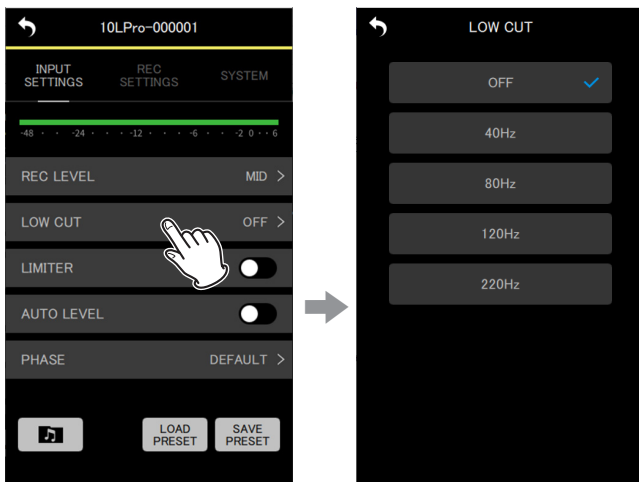 10LPro-000001
INPUT SETTINGS
REC SETTINGS
SYSTEM
-48 · · -24 · · -12 · · · -6 · · -2 0 · · 6
REC LEVEL MID >
LOW CUT OFF >
LIMITER
AUTO LEVEL
PHASE DEFAULT >
LOAD PRESET
SAVE PRESET
LOW CUT
OFF
40Hz
80Hz
120Hz
220Hz